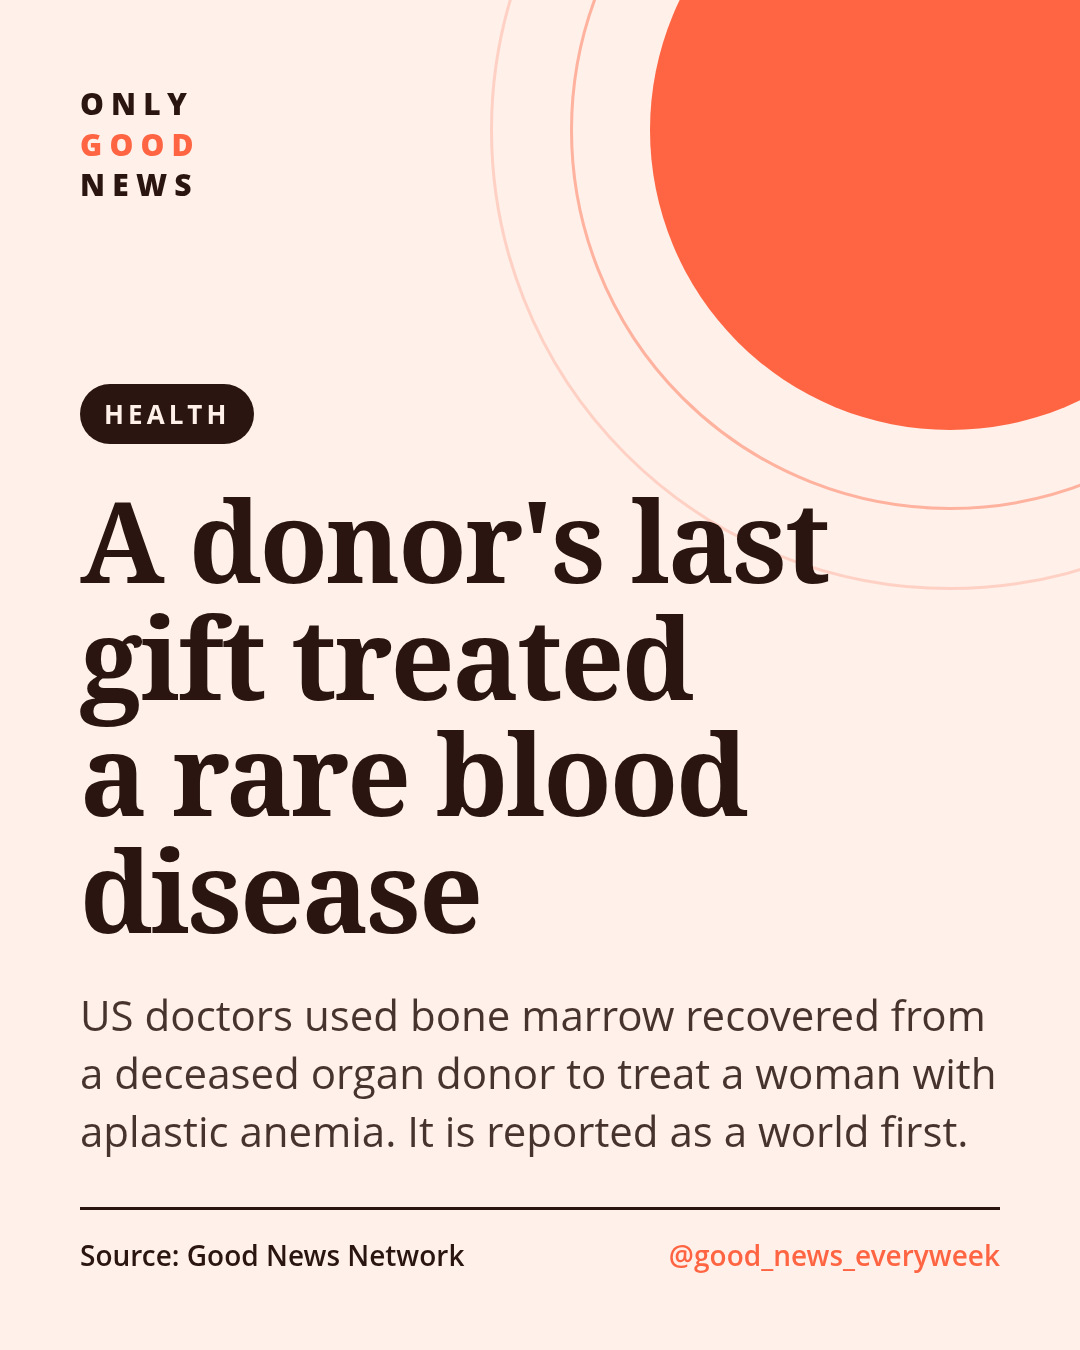 ONLY
GOOD
NEWS
HEALTH
A donor's last
gift treated
a rare blood
disease
US doctors used bone marrow recovered from
a deceased organ donor to treat a woman with
aplastic anemia. It is reported as a world first.
Source: Good News Network
@good_news_everyweek